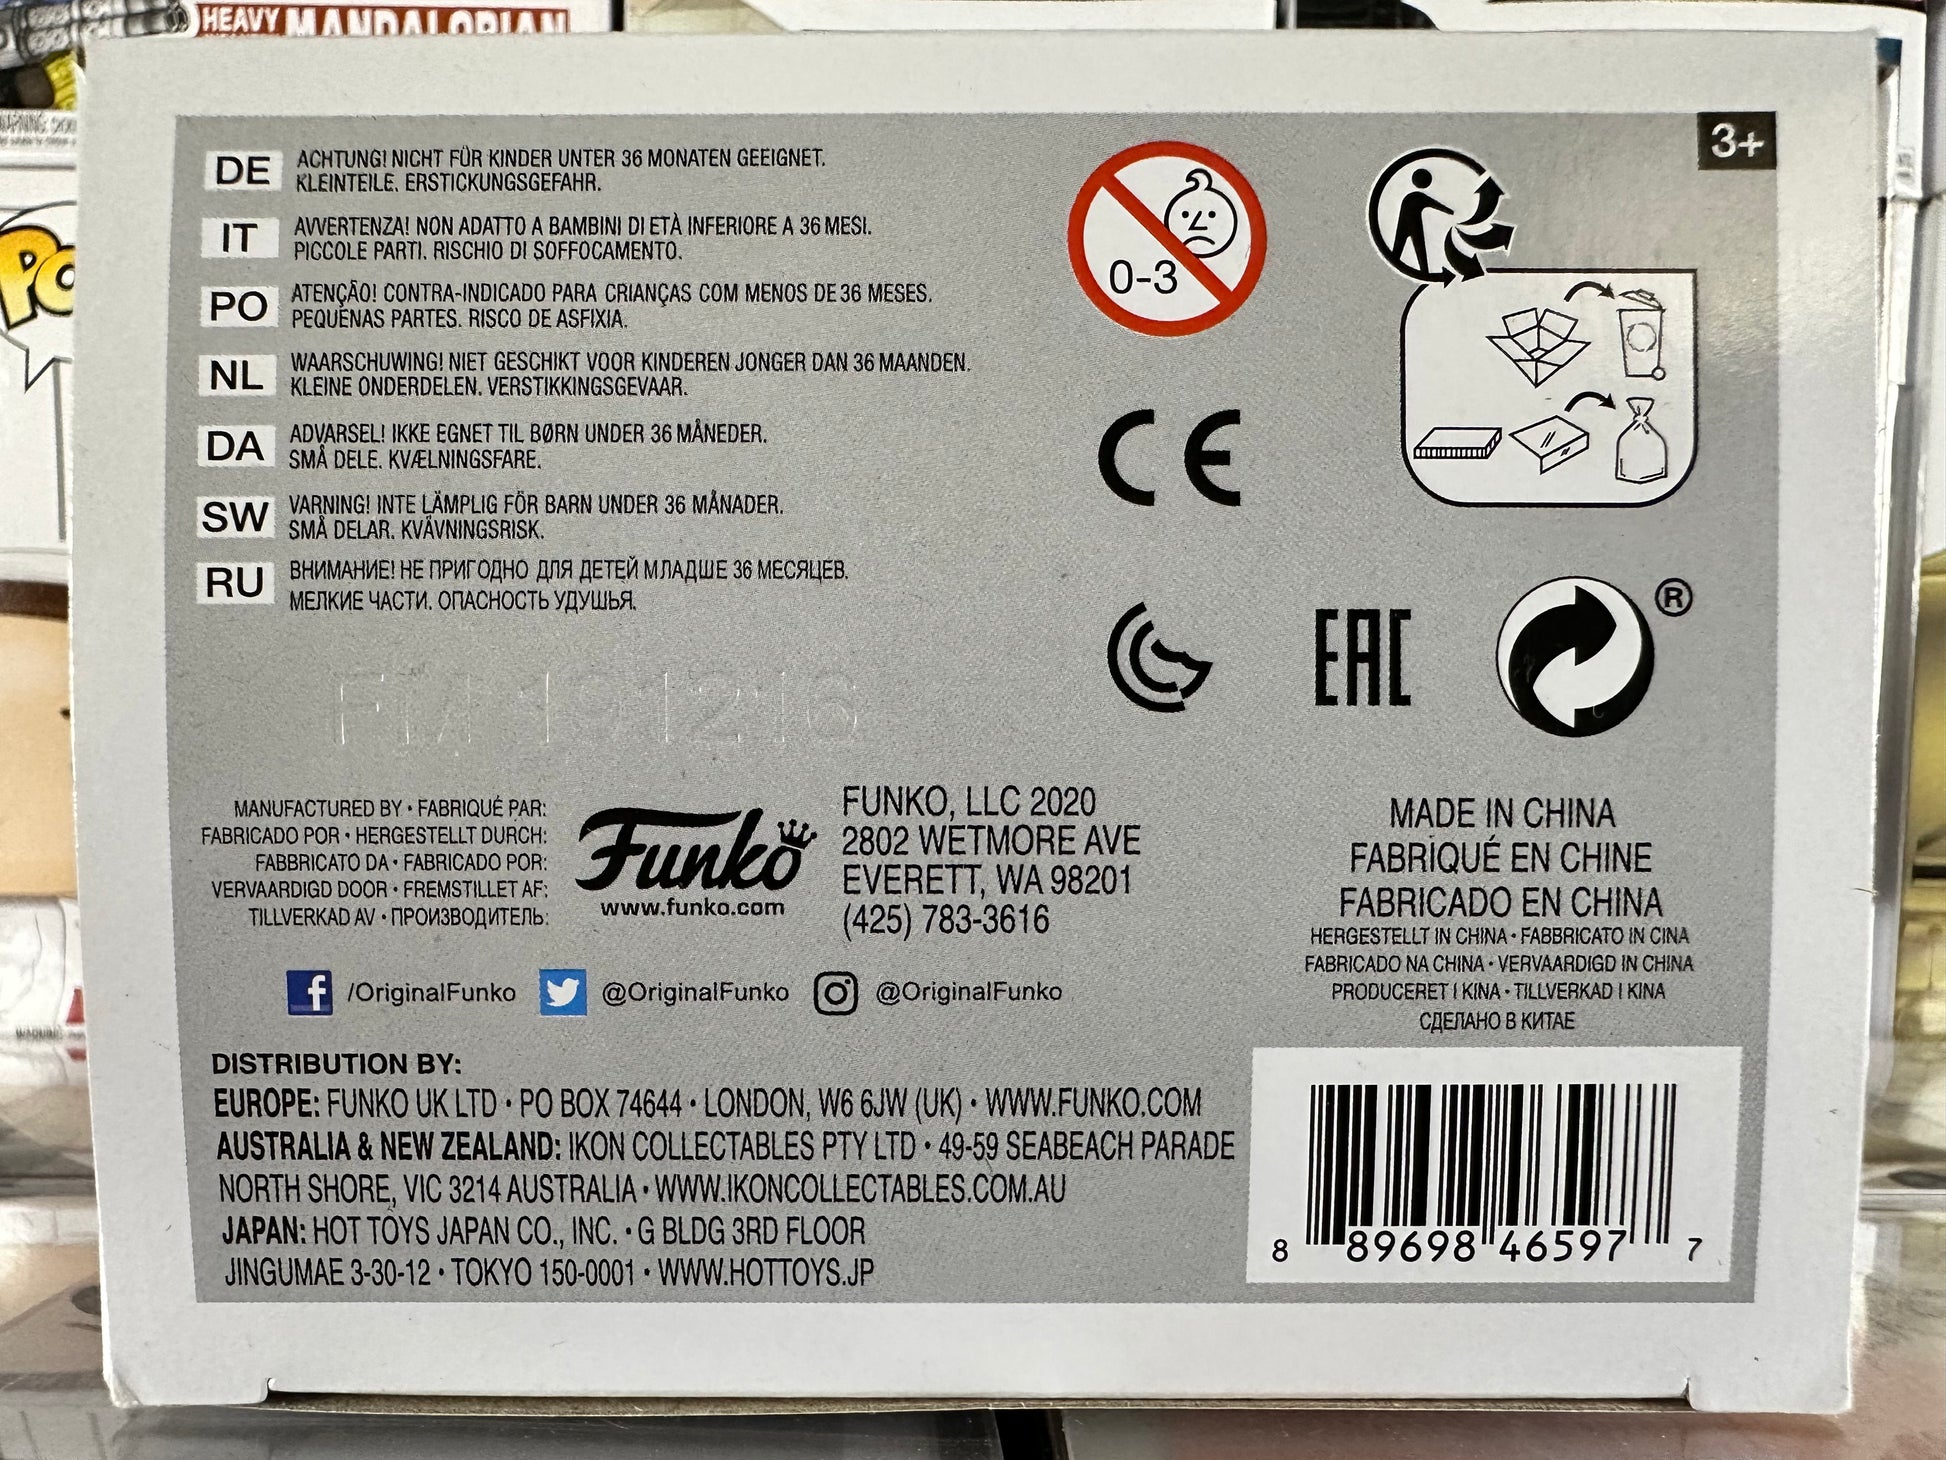 HEAVY MANDALORIAN
3+
DE ACHTUNG! NICHT FÜR KINDER UNTER 36 MONATEN GEEIGNET.
KLEINTEILE. ERSTICKUNGSGEFAHR.
IT AVVERTENZA! NON ADATTO A BAMBINI DI ETÀ INFERIORE A 36 MESI.
PICCOLE PARTI. RISCHIO DI SOFFOCAMENTO.
PO ATENÇÃO! CONTRA-INDICADO PARA CRIANÇAS COM MENOS DE 36 MESES.
PEQUENAS PARTES. RISCO DE ASFIXIA.
NL WAARSCHUWING! NIET GESCHIKT VOOR KINDEREN JONGER DAN 36 MAANDEN.
KLEINE ONDERDELEN. VERSTIKKINGSGEVAAR.
DA ADVARSEL! IKKE EGNET TIL BØRN UNDER 36 MÅNEDER.
SMÅ DELE. KVÆLNINGSFARE.
SW VARNING! INTE LÄMPLIG FÖR BARN UNDER 36 MÅNADER.
SMÅ DELAR. KVÄVNINGSRISK.
RU ВНИМАНИЕ! НЕ ПРИГОДНО ДЛЯ ДЕТЕЙ МЛАДШЕ 36 МЕСЯЦЕВ.
МЕЛКИЕ ЧАСТИ. ОПАСНОСТЬ УДУШЬЯ.
0-3
CE
EAC
®
MANUFACTURED BY • FABRIQUÉ PAR:
FABRICADO POR • HERGESTELLT DURCH:
FABBRICATO DA • FABRICADO POR:
VERVAARDIGD DOOR • FREMSTILLET AF:
TILLVERKAD AV • ПРОИЗВОДИТЕЛЬ:
Funko
www.funko.com
FUNKO, LLC 2020
2802 WETMORE AVE
EVERETT, WA 98201
(425) 783-3616
MADE IN CHINA
FABRIQUÉ EN CHINE
FABRICADO EN CHINA
HERGESTELLT IN CHINA • FABBRICATO IN CINA
FABRICADO NA CHINA • VERVAARDIGD IN CHINA
PRODUCERET I KINA • TILLVERKAD I KINA
СДЕЛАНО В КИТАЕ
/OriginalFunko @OriginalFunko @OriginalFunko
DISTRIBUTION BY:
EUROPE: FUNKO UK LTD • PO BOX 74644 • LONDON, W6 6JW (UK) • WWW.FUNKO.COM
AUSTRALIA & NEW ZEALAND: IKON COLLECTABLES PTY LTD • 49-59 SEABEACH PARADE
NORTH SHORE, VIC 3214 AUSTRALIA • WWW.IKONCOLLECTABLES.COM.AU
JAPAN: HOT TOYS JAPAN CO., INC. • G BLDG 3RD FLOOR
JINGUMAE 3-30-12 • TOKYO 150-0001 • WWW.HOTTOYS.JP
8 89698 46597 7